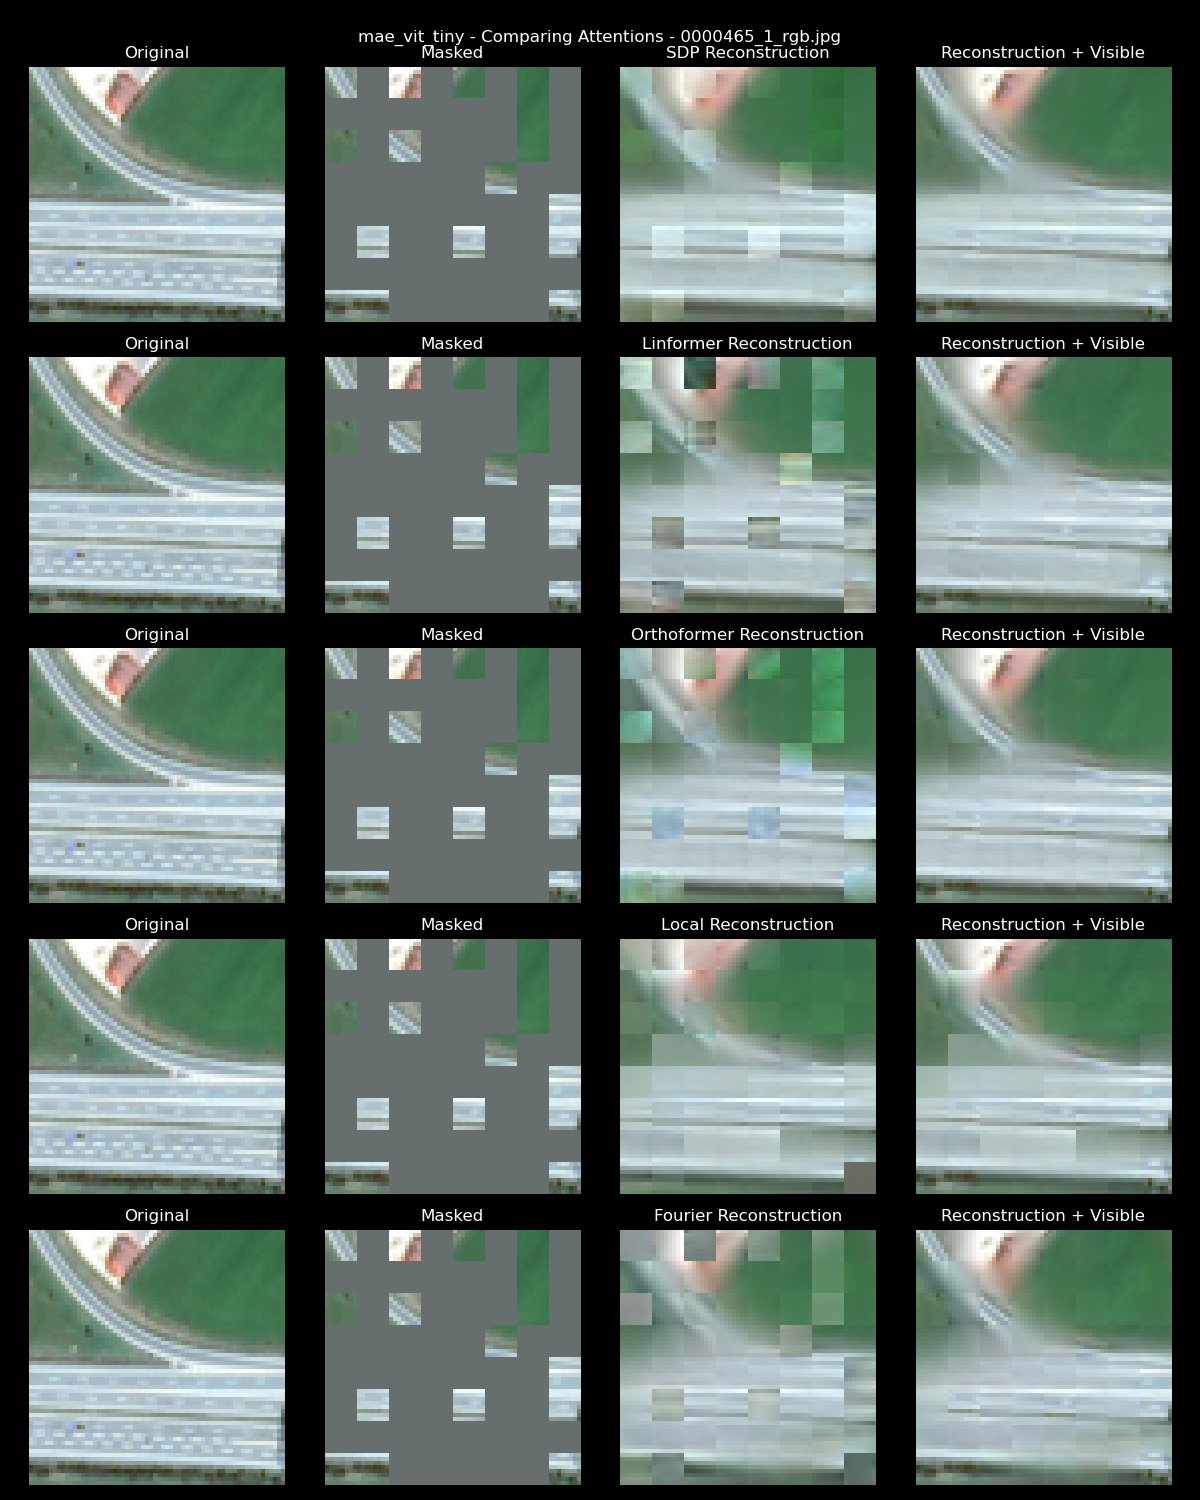 mae_vit_tiny - Comparing Attentions - 0000465_1_rgb.jpg
Original Masked SDP Reconstruction Reconstruction + Visible
Original Masked Linformer Reconstruction Reconstruction + Visible
Original Masked Orthoformer Reconstruction Reconstruction + Visible
Original Masked Local Reconstruction Reconstruction + Visible
Original Masked Fourier Reconstruction Reconstruction + Visible